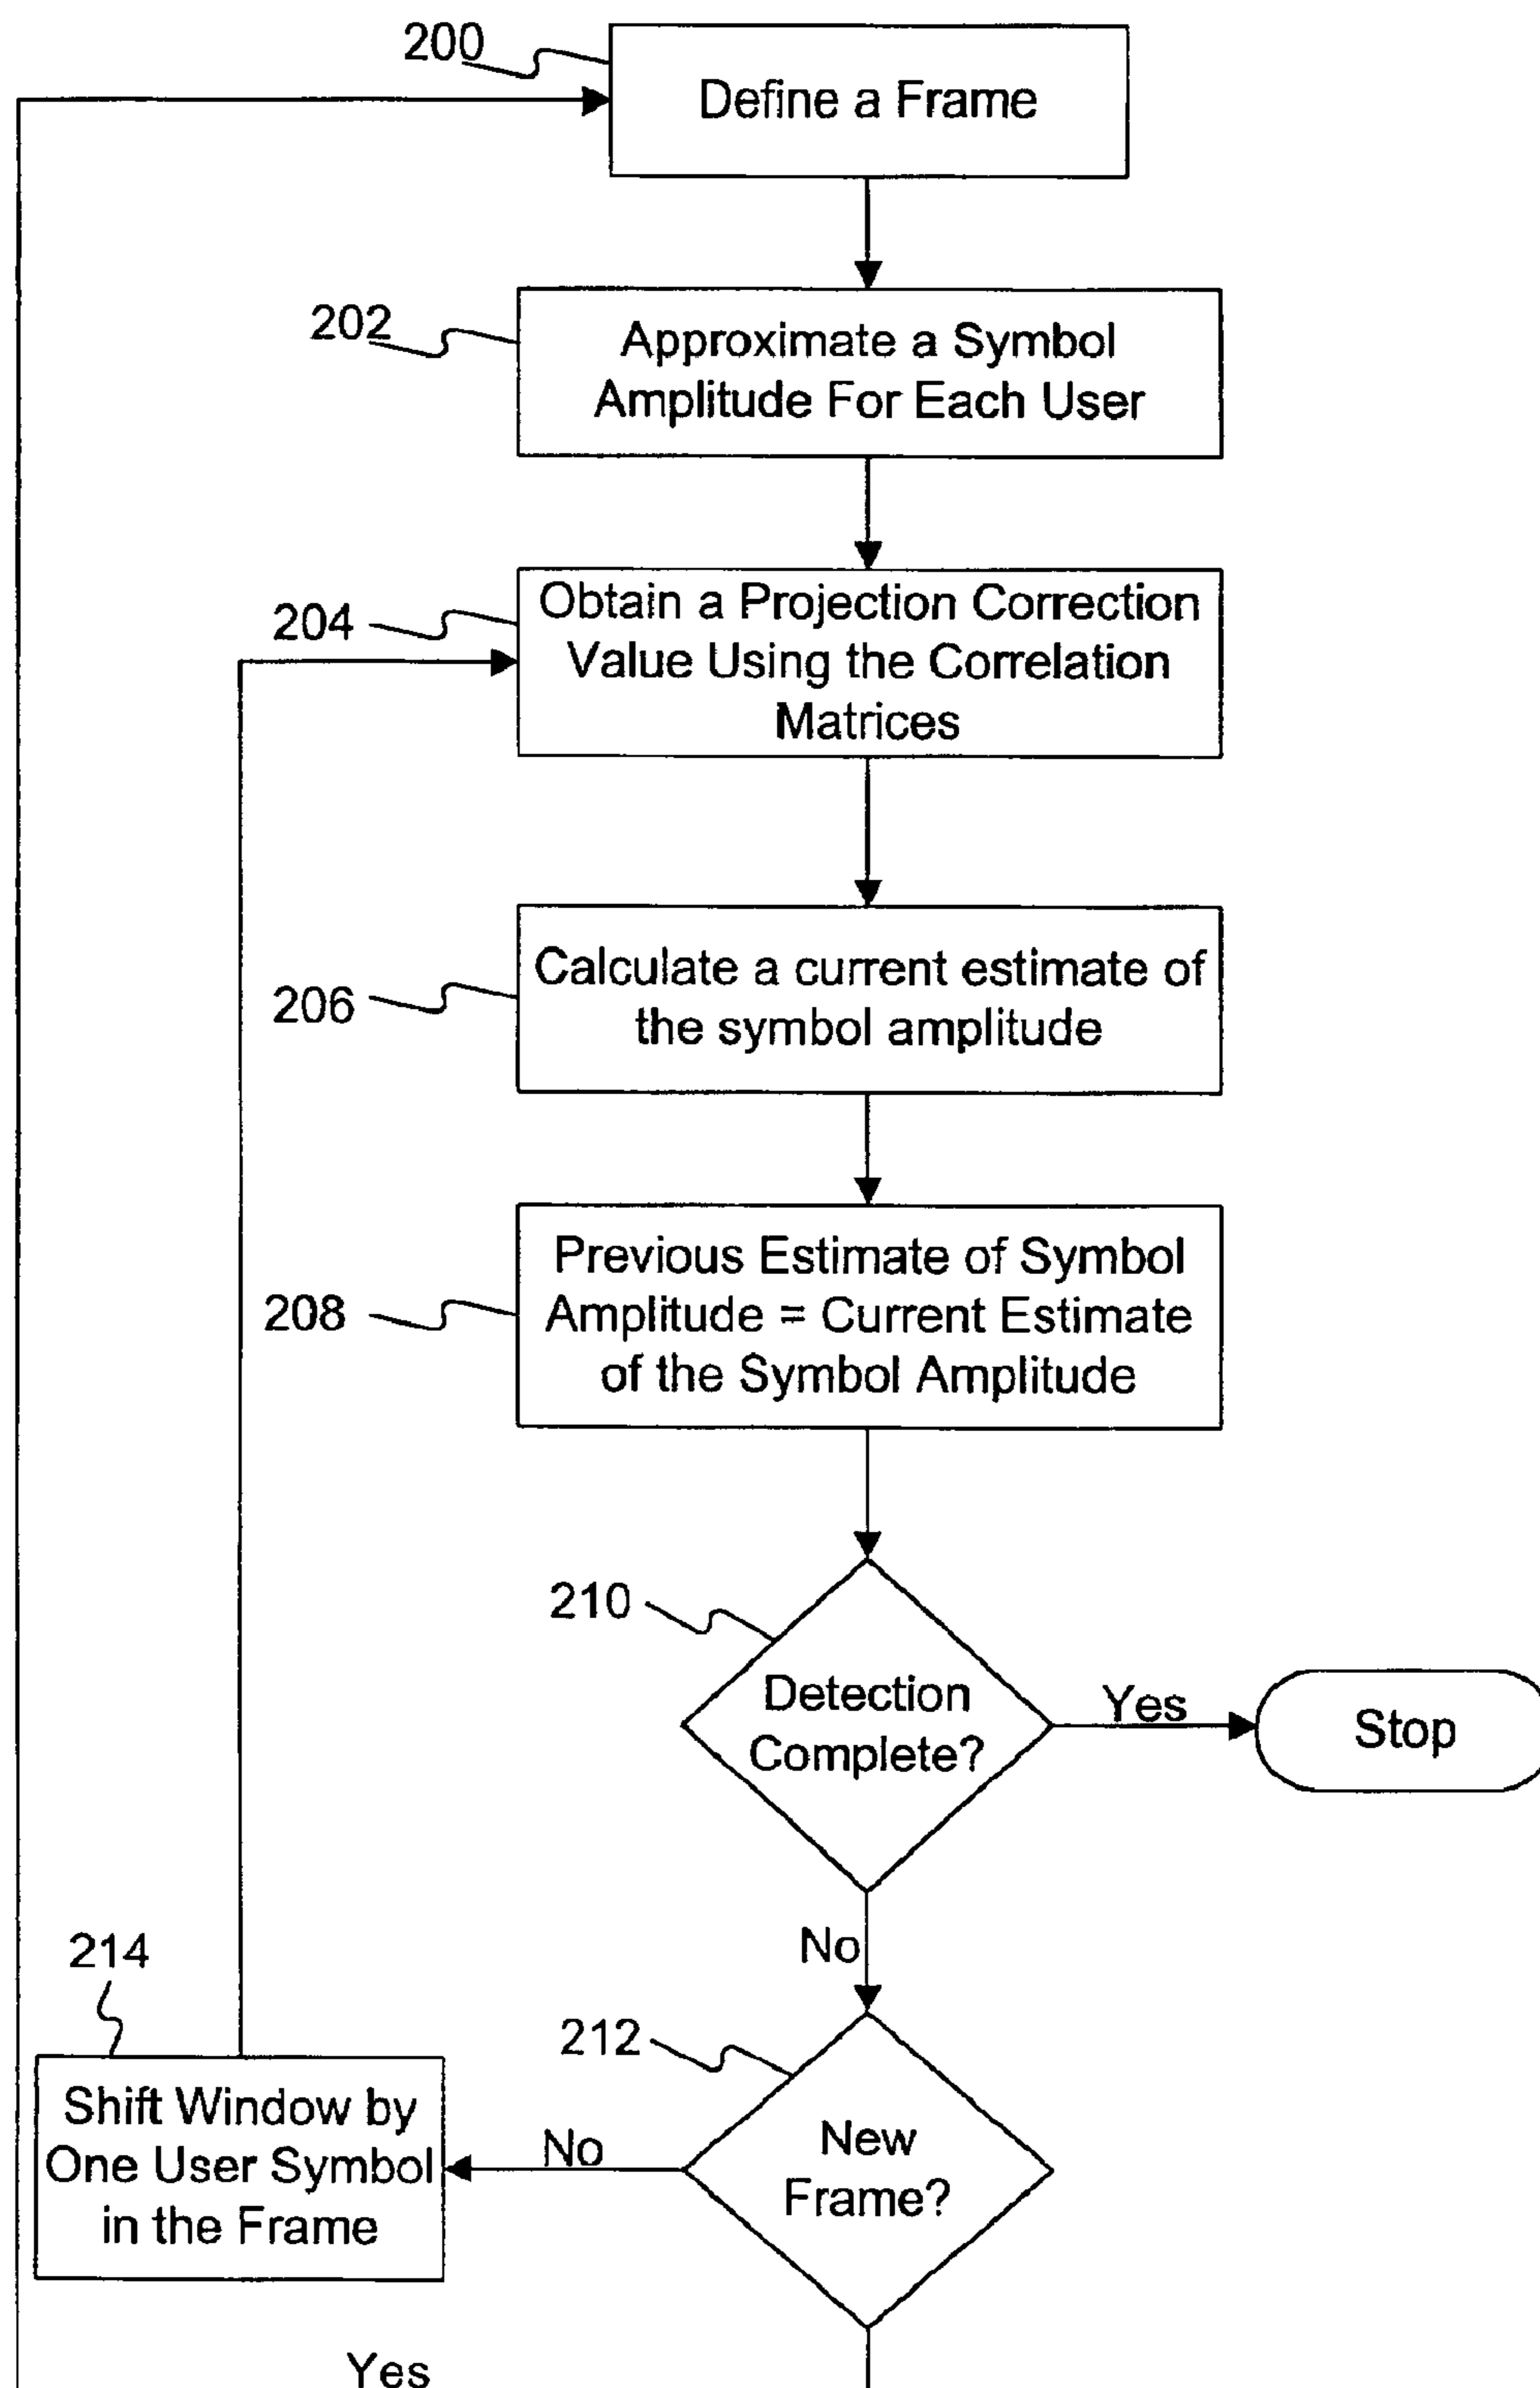 200
Define a Frame
202
Approximate a Symbol
Amplitude For Each User
204
Obtain a Projection Correction
Value Using the Correlation
Matrices
206
Calculate a current estimate of
the symbol amplitude
208
Previous Estimate of Symbol
Amplitude = Current Estimate
of the Symbol Amplitude
210
Detection
Complete?
Yes
Stop
No
212
New
Frame?
No
214
Shift Window by
One User Symbol
in the Frame
Yes